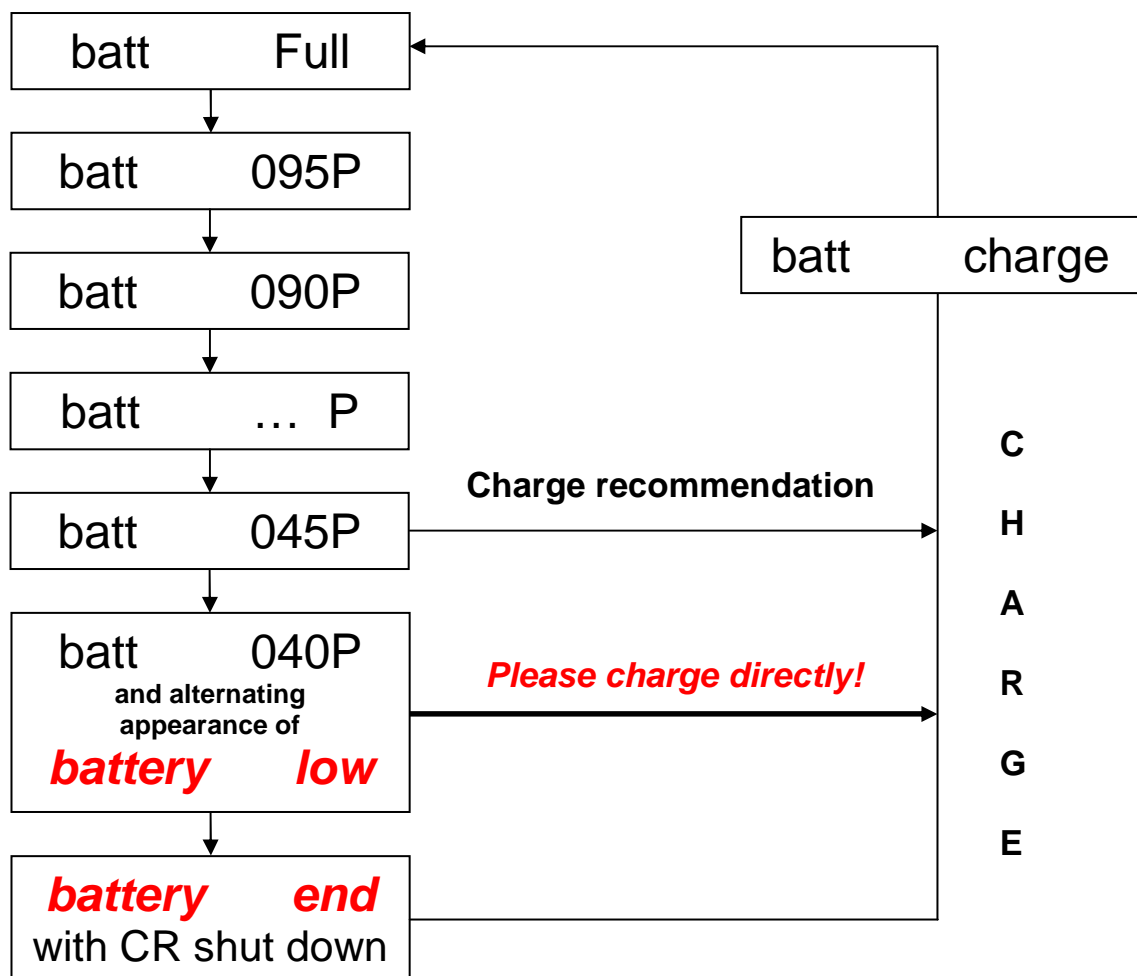 batt Full
batt 095P
batt 090P
batt charge
batt … P
batt 045P
Charge recommendation
batt 040P
and alternating
appearance of
battery low
Please charge directly!
battery end
with CR shut down
C
H
A
R
G
E